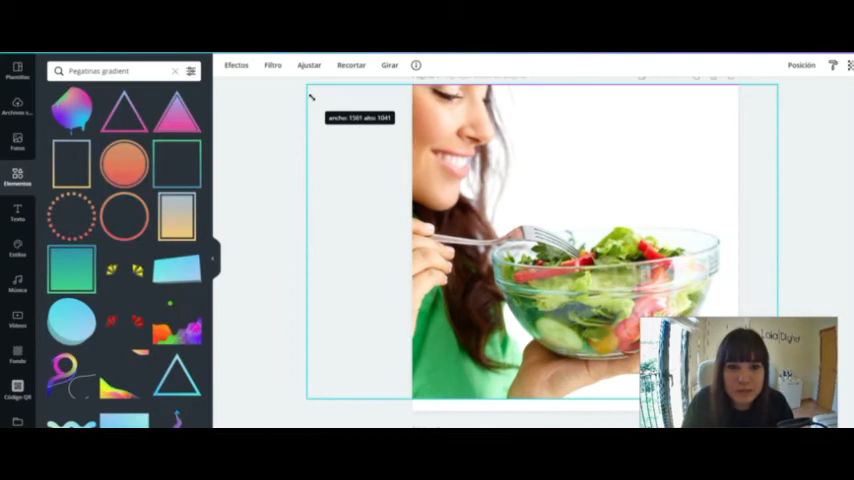 Pegatinas gradient
Efectos
Filtro
Ajustar
Recortar
Girar
Posición
Plantillas
Archivos s...
Fotos
Elementos
Texto
Estilos
Música
Vídeos
Fondo
Código QR
ancho: 1561 alto: 1041